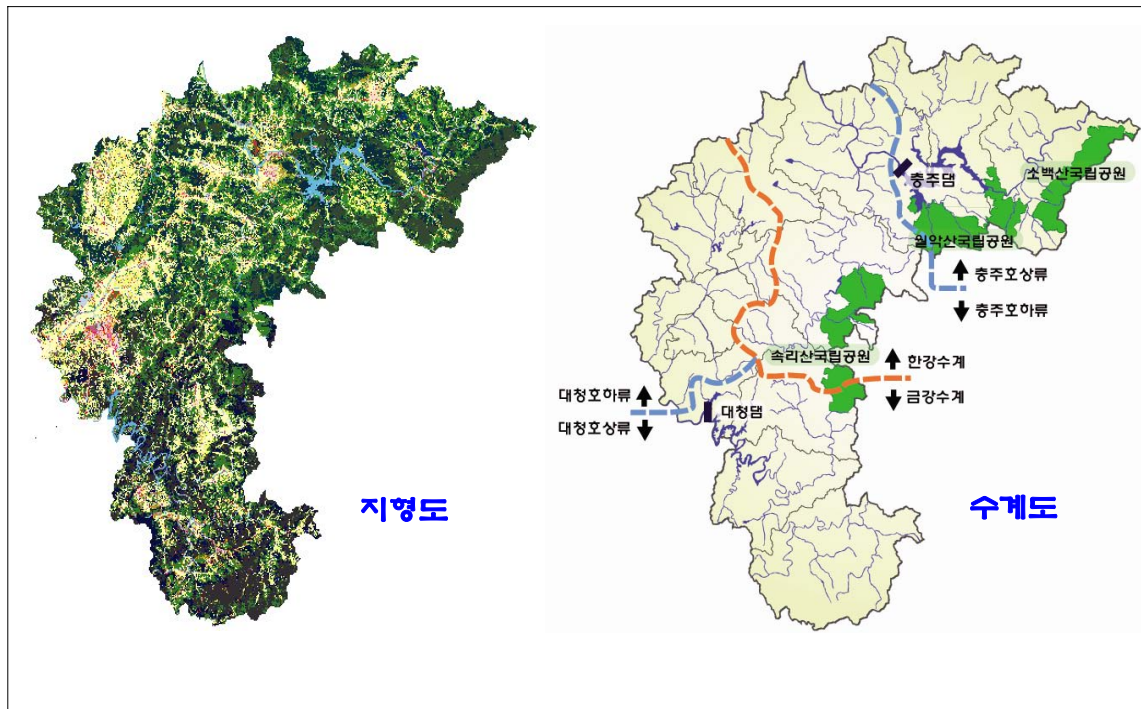 지형도
소백산국립공원
충주댐
월악산국립공원
충주호상류
충주호하류
속리산국립공원
한강수계
금강수계
대청호하류
대청호상류
대청댐
수계도